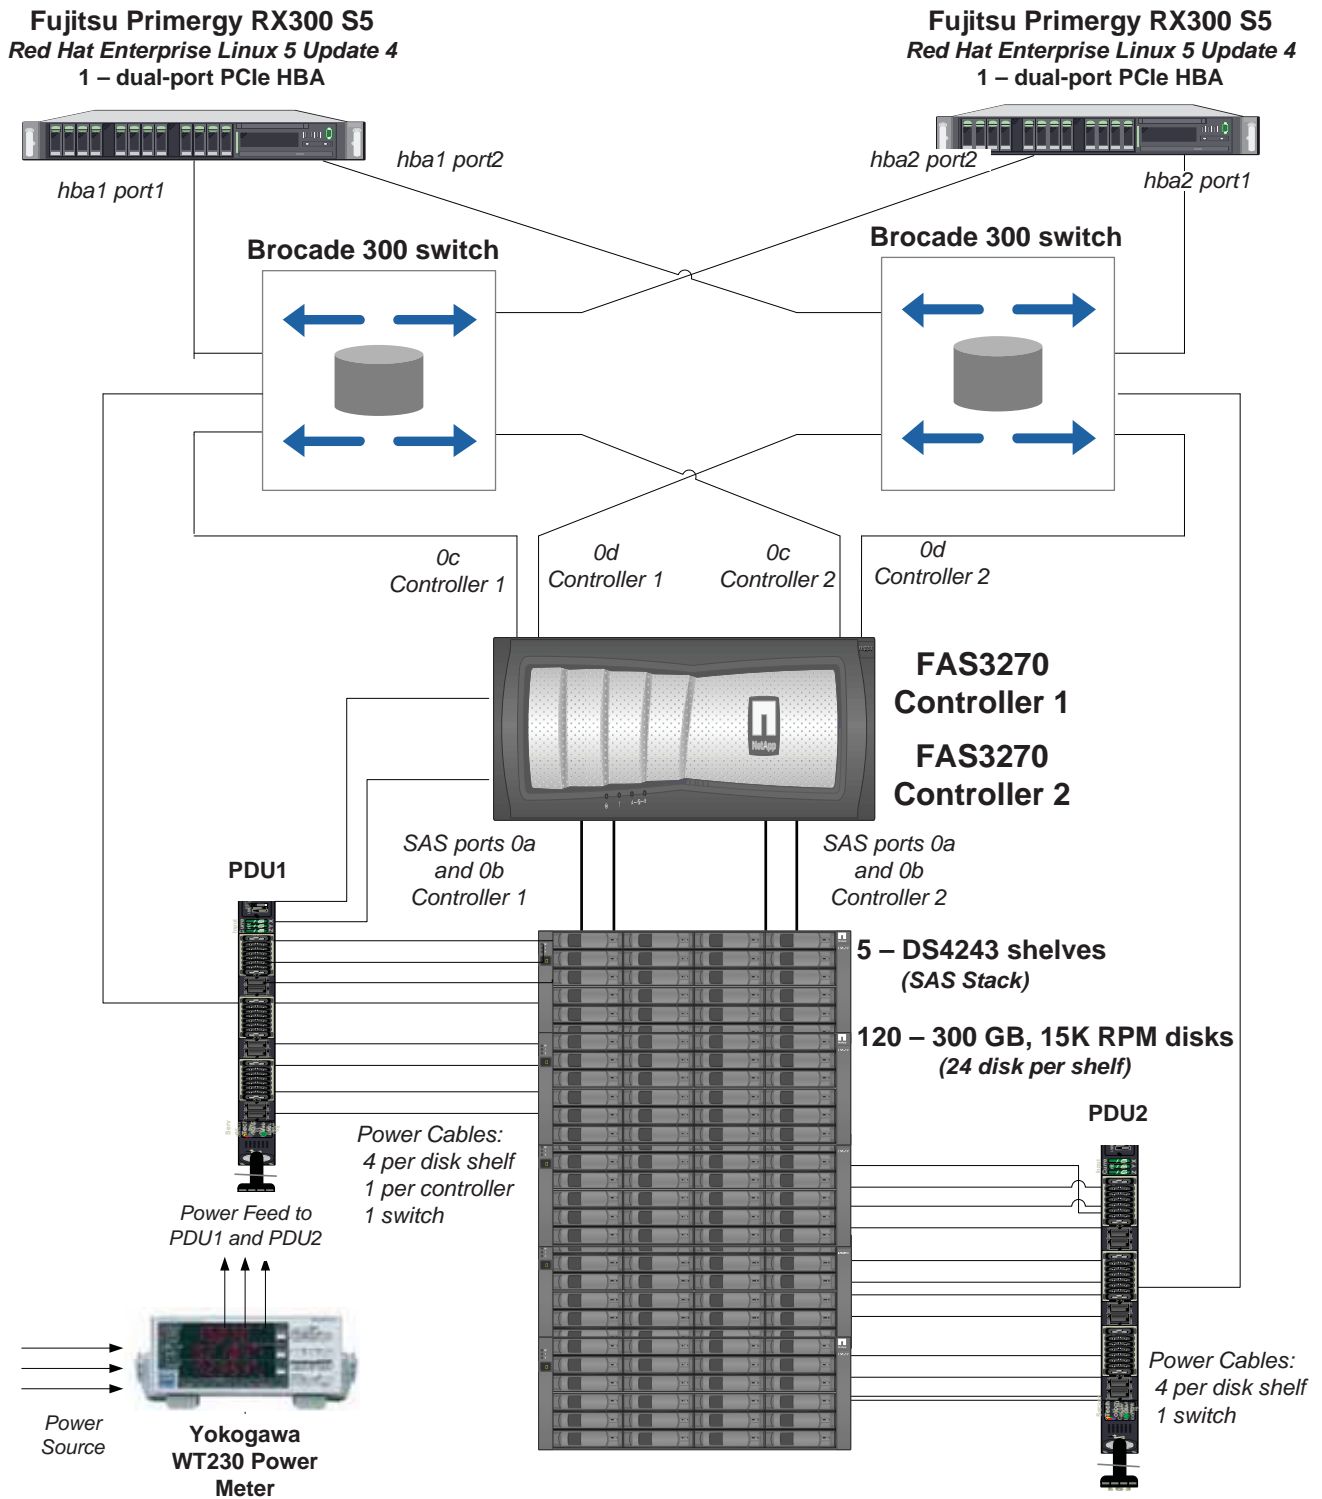 Fujitsu Primergy RX300 S5
Red Hat Enterprise Linux 5 Update 4
1 – dual-port PCIe HBA
Fujitsu Primergy RX300 S5
Red Hat Enterprise Linux 5 Update 4
1 – dual-port PCIe HBA
hba1 port2
hba1 port1
hba2 port2
hba2 port1
Brocade 300 switch
Brocade 300 switch
0c
Controller 1
0d
Controller 1
0c
Controller 2
0d
Controller 2
NetApp
FAS3270
Controller 1
FAS3270
Controller 2
SAS ports 0a
and 0b
Controller 1
SAS ports 0a
and 0b
Controller 2
PDU1
5 – DS4243 shelves
(SAS Stack)
120 – 300 GB, 15K RPM disks
(24 disk per shelf)
PDU2
Power Cables:
4 per disk shelf
1 per controller
1 switch
Power Feed to
PDU1 and PDU2
Power
Source
Yokogawa
WT230 Power
Meter
Power Cables:
4 per disk shelf
1 switch